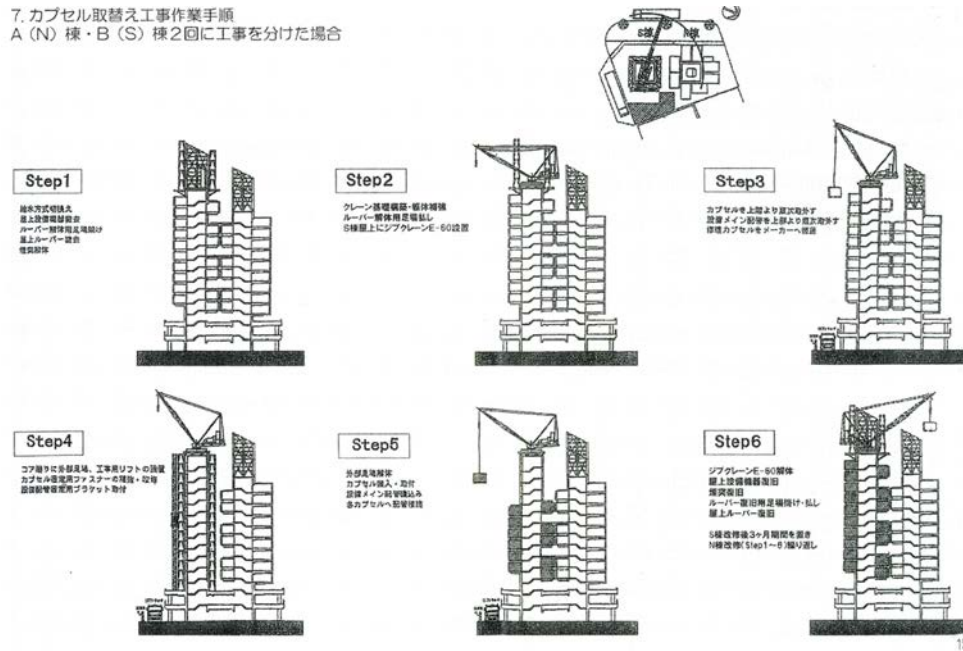 7. カプセル取替え工事作業手順
A（N）棟・B（S）棟2回に工事を分けた場合
S棟
N棟
Step1
給水方式切換え
屋上設備機器撤去
ルーバー解体用足場掛け
屋上ルーバー撤去
煙突解体
Step2
クレーン基礎構築・躯体補強
ルーバー解体用足場払し
S棟屋上にジブクレーンE-60設置
Step3
カプセルを上階より順次取外す
設備メイン配管を上部より順次取外す
修理カプセルをメーカーへ搬送
Step4
コア廻りに外部足場、工事用リフトの設置
カプセル固定用ファスナーの補強・取替
設備配管固定用ブラケット取付
Step5
外部足場解体
カプセル搬入・取付
設備メイン配管積込み
各カプセルへ配管接続
Step6
ジブクレーンE-60解体
屋上設備機器復旧
煙突復旧
ルーバー復旧用足場掛け・払し
屋上ルーバー復旧
S棟改修後3ヶ月期間を置き
N棟改修(Step1～6)繰り返し